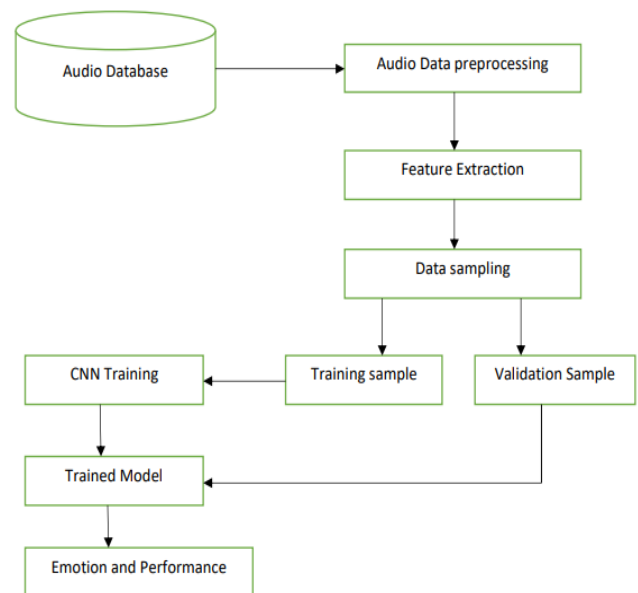 Audio Database
Audio Data preprocessing
Feature Extraction
Data sampling
CNN Training
Training sample
Validation Sample
Trained Model
Emotion and Performance